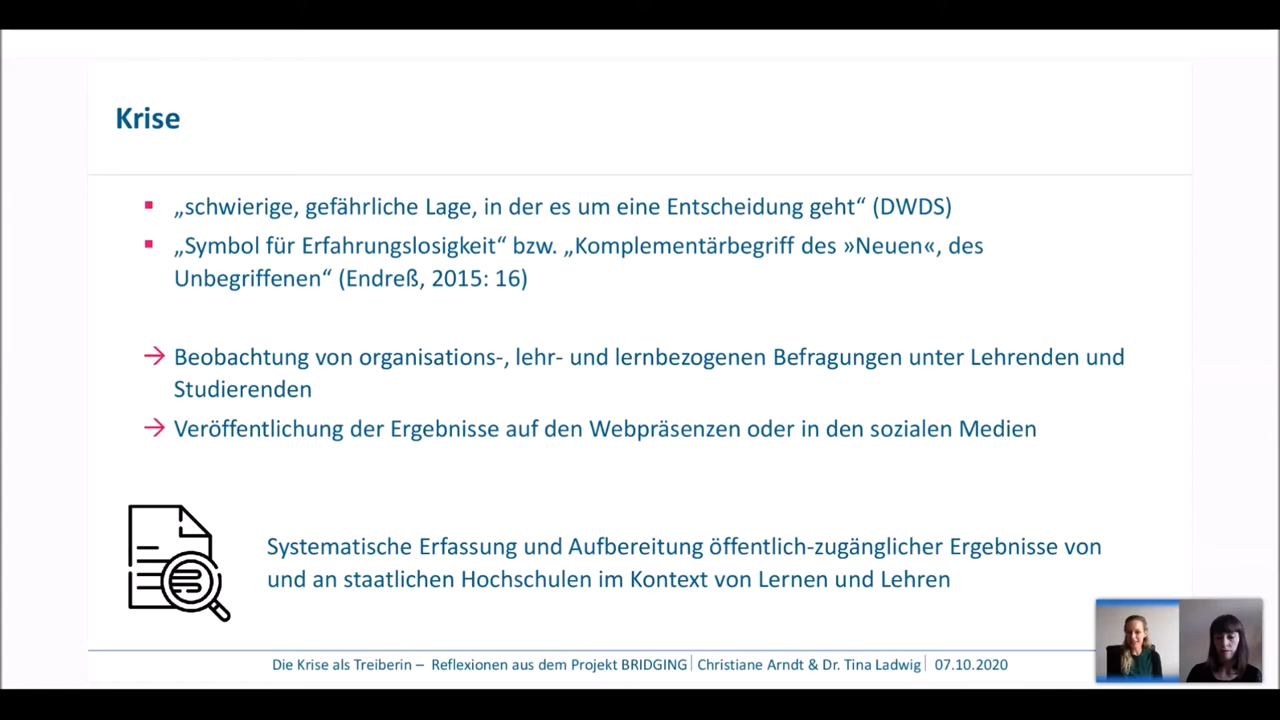 Krise
„schwierige, gefährliche Lage, in der es um eine Entscheidung geht“ (DWDS)
„Symbol für Erfahrungslosigkeit“ bzw. „Komplementärbegriff des »Neuen«, des
Unbegriffenen“ (Endreß, 2015: 16)
→ Beobachtung von organisations-, lehr- und lernbezogenen Befragungen unter Lehrenden und
Studierenden
→ Veröffentlichung der Ergebnisse auf den Webpräsenzen oder in den sozialen Medien
Systematische Erfassung und Aufbereitung öffentlich-zugänglicher Ergebnisse von
und an staatlichen Hochschulen im Kontext von Lernen und Lehren
Die Krise als Treiberin – Reflexionen aus dem Projekt BRIDGING | Christiane Arndt & Dr. Tina Ladwig | 07.10.2020